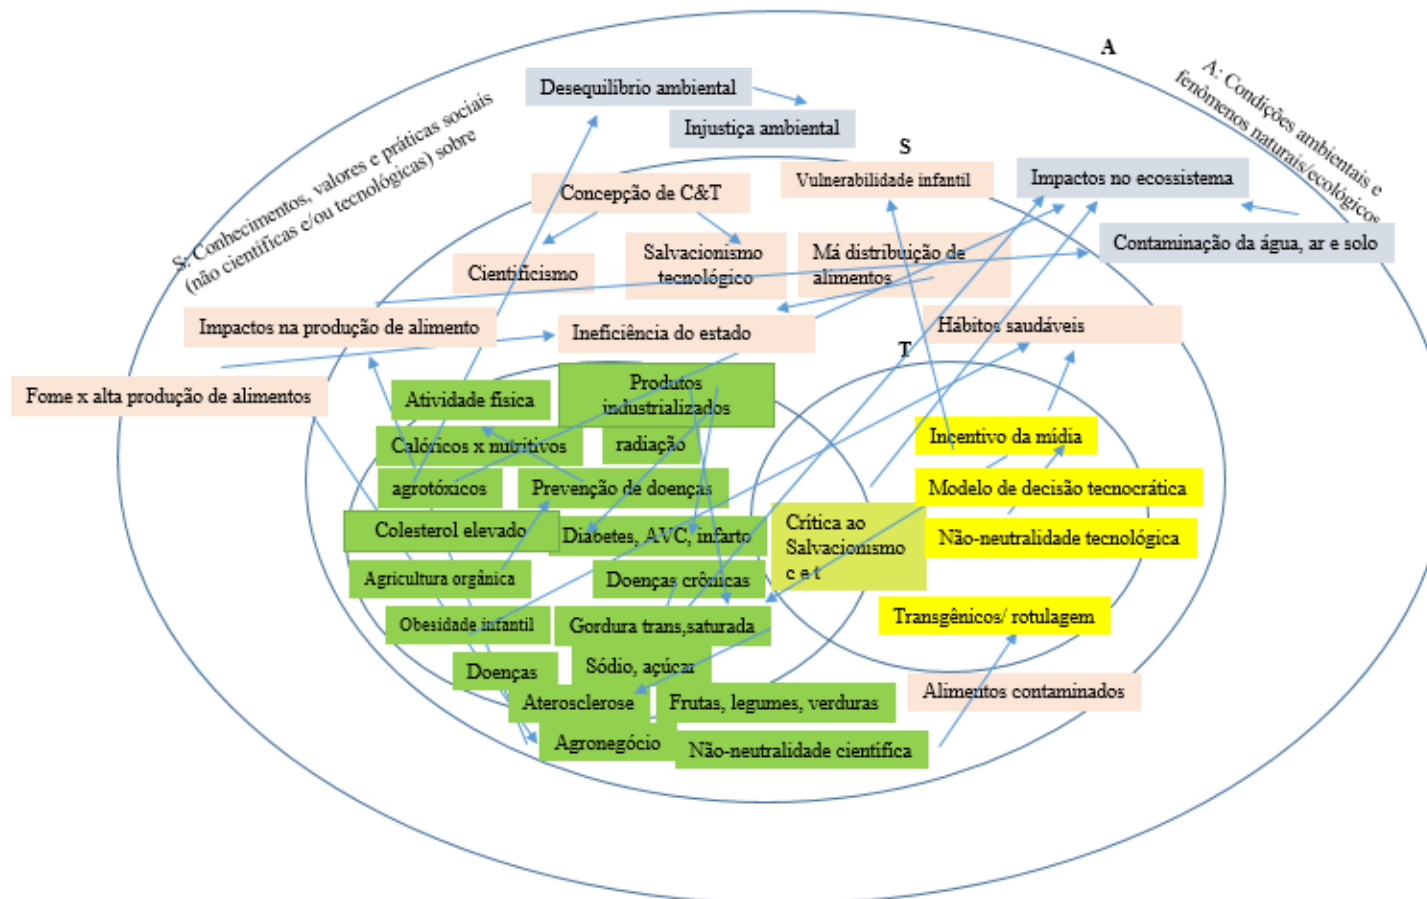 A
A: Condições ambientais e
fenômenos naturais/ecológicos
S: Conhecimentos, valores e práticas sociais
(não científicas e/ou tecnológicas) sobre
Desequilíbrio ambiental
Injustiça ambiental
S
Vulnerabilidade infantil
Impactos no ecossistema
Concepção de C&T
Contaminação da água, ar e solo
Cientificismo
Salvacionismo
tecnológico
Má distribuição de
alimentos
Impactos na produção de alimento
Ineficiência do estado
Hábitos saudáveis
T
Fome x alta produção de alimentos
Atividade física
Produtos
industrializados
Calóricos x nutritivos
radiação
Incentivo da mídia
agrotóxicos
Prevenção de doenças
Modelo de decisão tecnocrática
Colesterol elevado
Diabetes, AVC, infarto
Crítica ao
Salvacionismo
c e t
Não-neutralidade tecnológica
Agricultura orgânica
Doenças crônicas
Obesidade infantil
Gordura trans,saturada
Transgênicos/ rotulagem
Doenças
Sódio, açúcar
Aterosclerose
Frutas, legumes, verduras
Alimentos contaminados
Agronegócio
Não-neutralidade científica